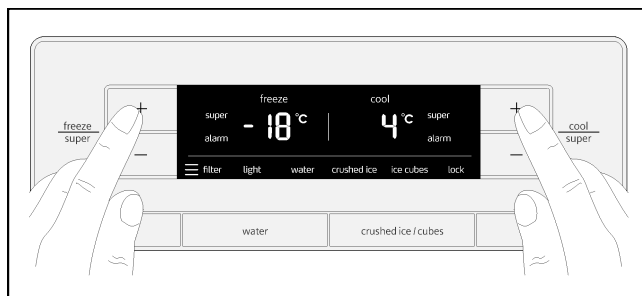 freeze cool
super - 18 °C 4 °C super
alarm alarm
filter light water crushed ice ice cubes lock
freeze
super
+
−
+
−
cool
super
water crushed ice / cubes